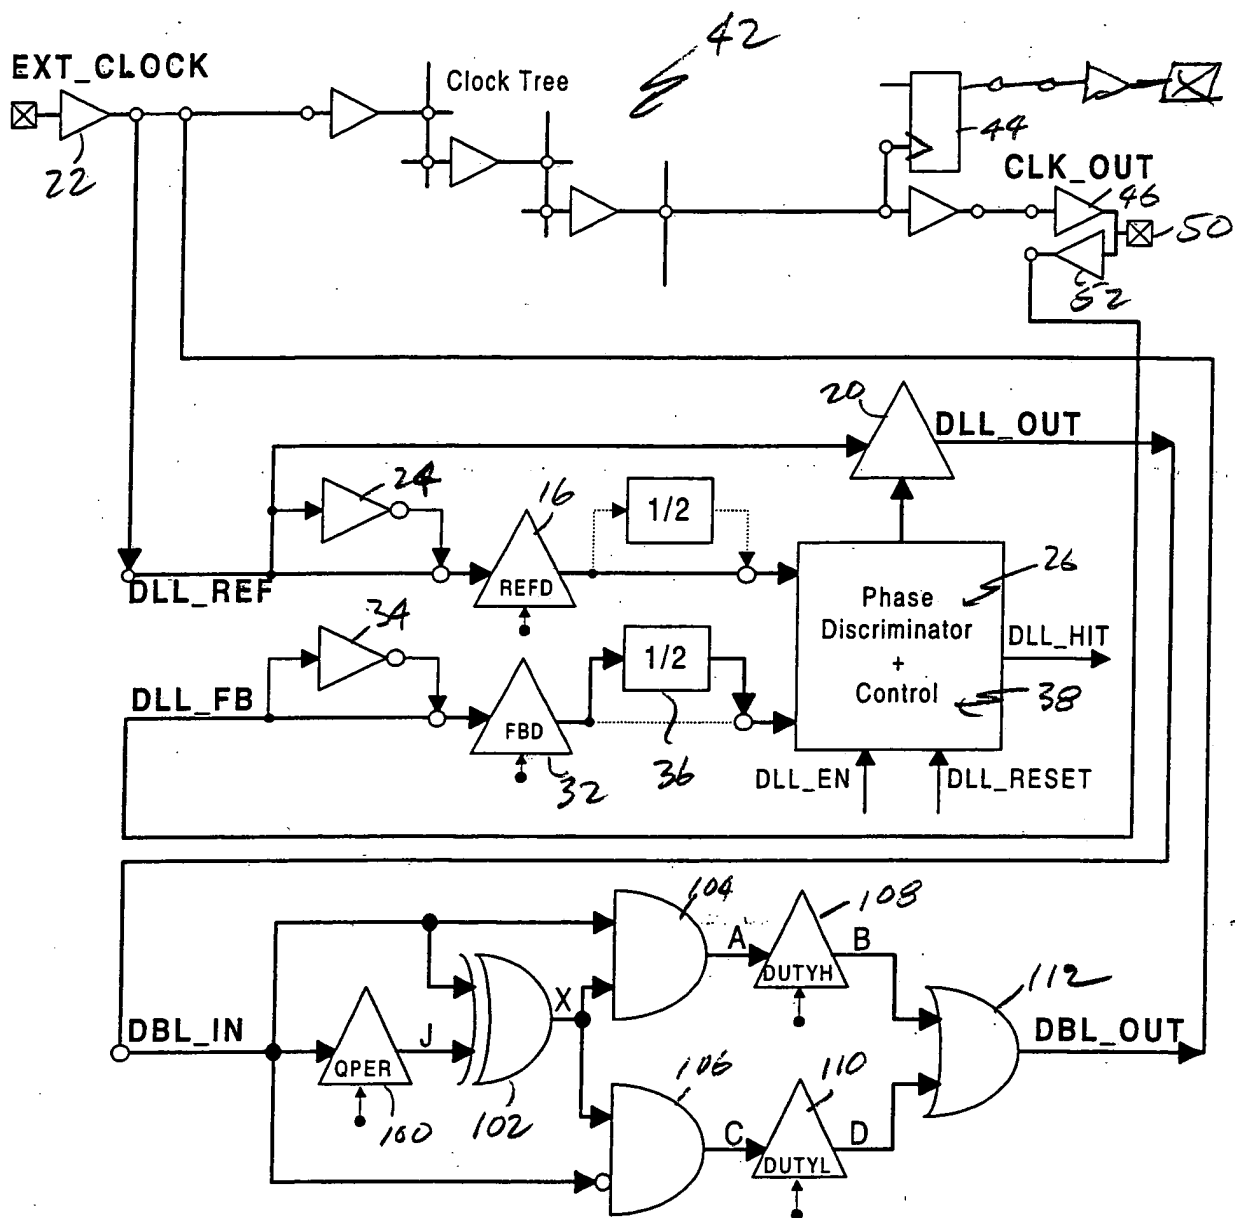 42
EXT_CLOCK
Clock Tree
22
44
CLK_OUT
46
50
52
20
DLL_OUT
24
16
1/2
REFD
DLL_REF
26
Phase
Discriminator
+
Control
DLL_HIT
34
1/2
38
DLL_FB
FBD
32
36
DLL_EN
DLL_RESET
104
108
A
B
DUTYH
X
112
DBL_IN
J
DBL_OUT
QPER
100
102
106
110
C
D
DUTYL